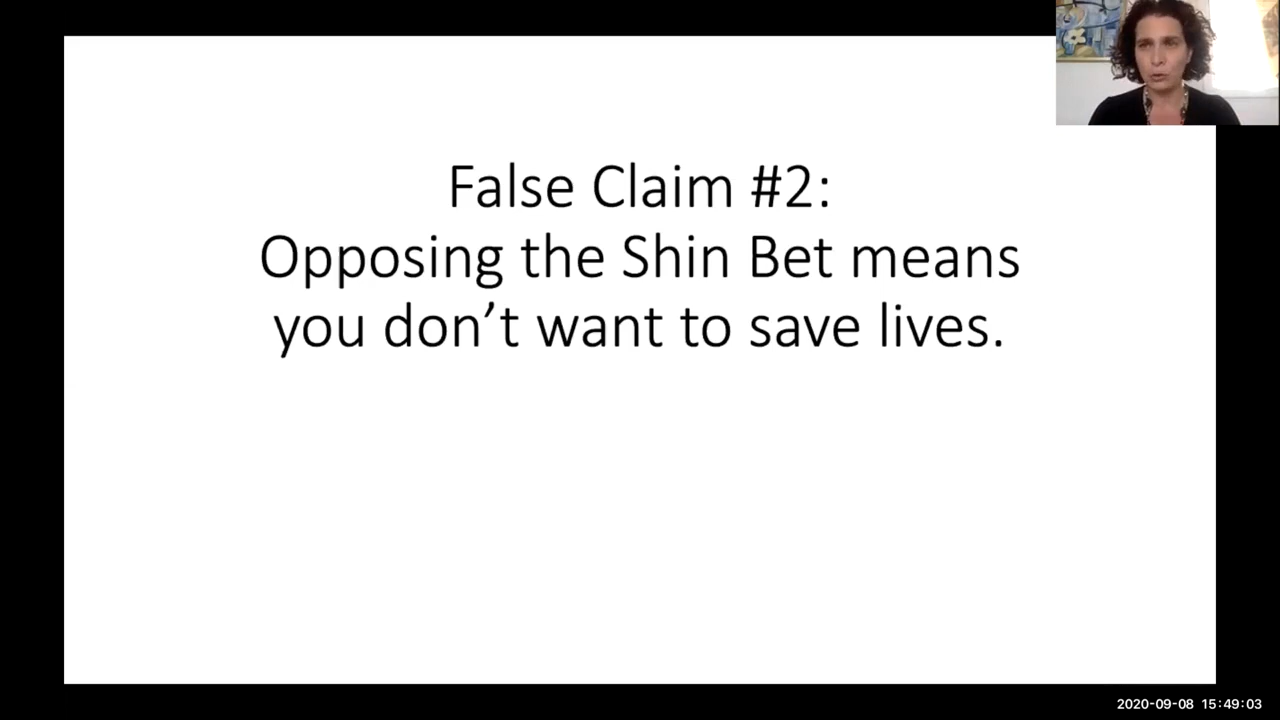 False Claim #2:
Opposing the Shin Bet means
you don’t want to save lives.
2020-09-08 15:49:03